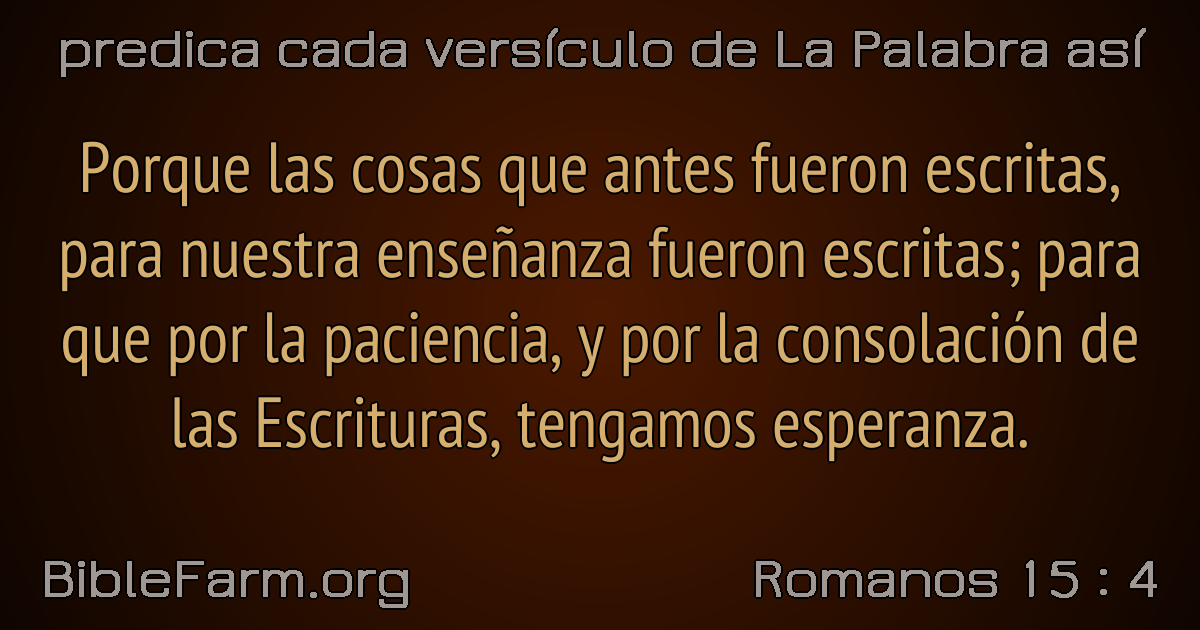 predica cada versículo de La Palabra así
Porque las cosas que antes fueron escritas,
para nuestra enseñanza fueron escritas; para
que por la paciencia, y por la consolación de
las Escrituras, tengamos esperanza.
BibleFarm.org
Romanos 15 : 4